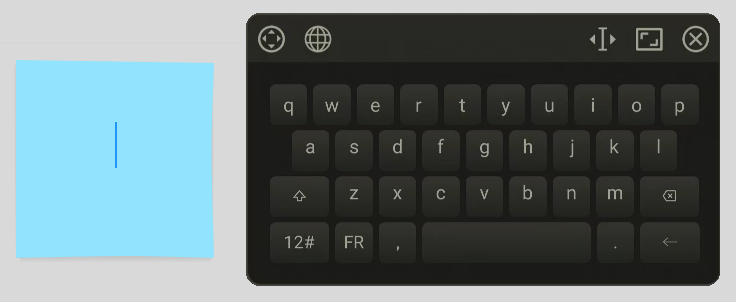 q w e r t y u i o p
a s d f g h j k l
z x c v b n m
12# FR , .